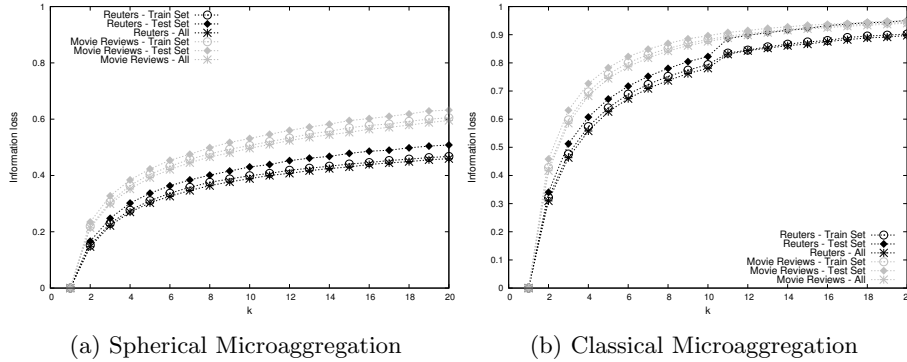 Reuters - Train Set
Reuters - Test Set
Reuters - All
Movie Reviews - Train Set
Movie Reviews - Test Set
Movie Reviews - All
1
0.8
0.6
0.4
0.2
0
Information loss
2 4 6 8 10 12 14 16 18 20
k
(a) Spherical Microaggregation
1
0.9
0.8
0.7
0.6
0.5
0.4
0.3
0.2
0.1
0
Information loss
Reuters - Train Set
Reuters - Test Set
Reuters - All
Movie Reviews - Train Set
Movie Reviews - Test Set
Movie Reviews - All
2 4 6 8 10 12 14 16 18 20
k
(b) Classical Microaggregation